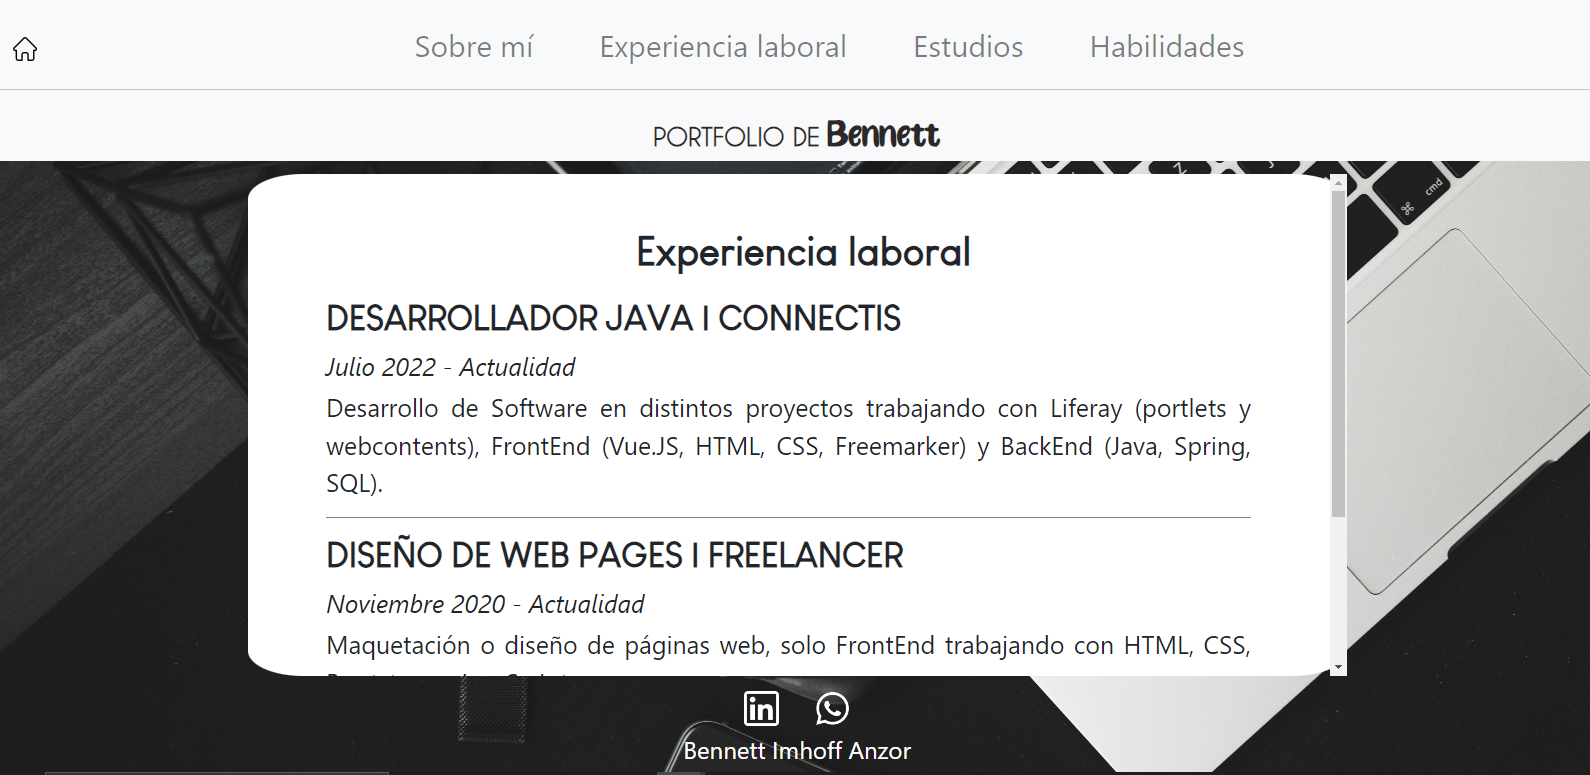 Sobre mí Experiencia laboral Estudios Habilidades
PORTFOLIO DE Bennett
Z
cmd
⌘
Experiencia laboral
DESARROLLADOR JAVA | CONNECTIS
Julio 2022 - Actualidad
Desarrollo de Software en distintos proyectos trabajando con Liferay (portlets y
webcontents), FrontEnd (Vue.JS, HTML, CSS, Freemarker) y BackEnd (Java, Spring,
SQL).
DISEÑO DE WEB PAGES | FREELANCER
Noviembre 2020 - Actualidad
Maquetación o diseño de páginas web, solo FrontEnd trabajando con HTML, CSS,
in
Bennett Imhoff Anzor